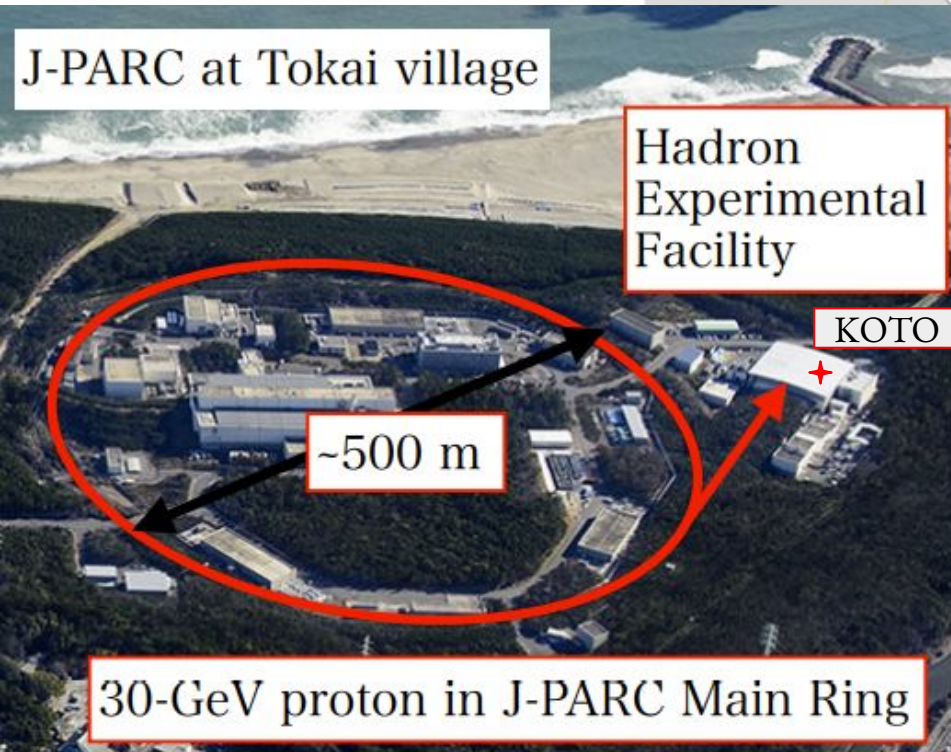 J-PARC at Tokai village
Hadron
Experimental
Facility
KOTO
~500 m
30-GeV proton in J-PARC Main Ring